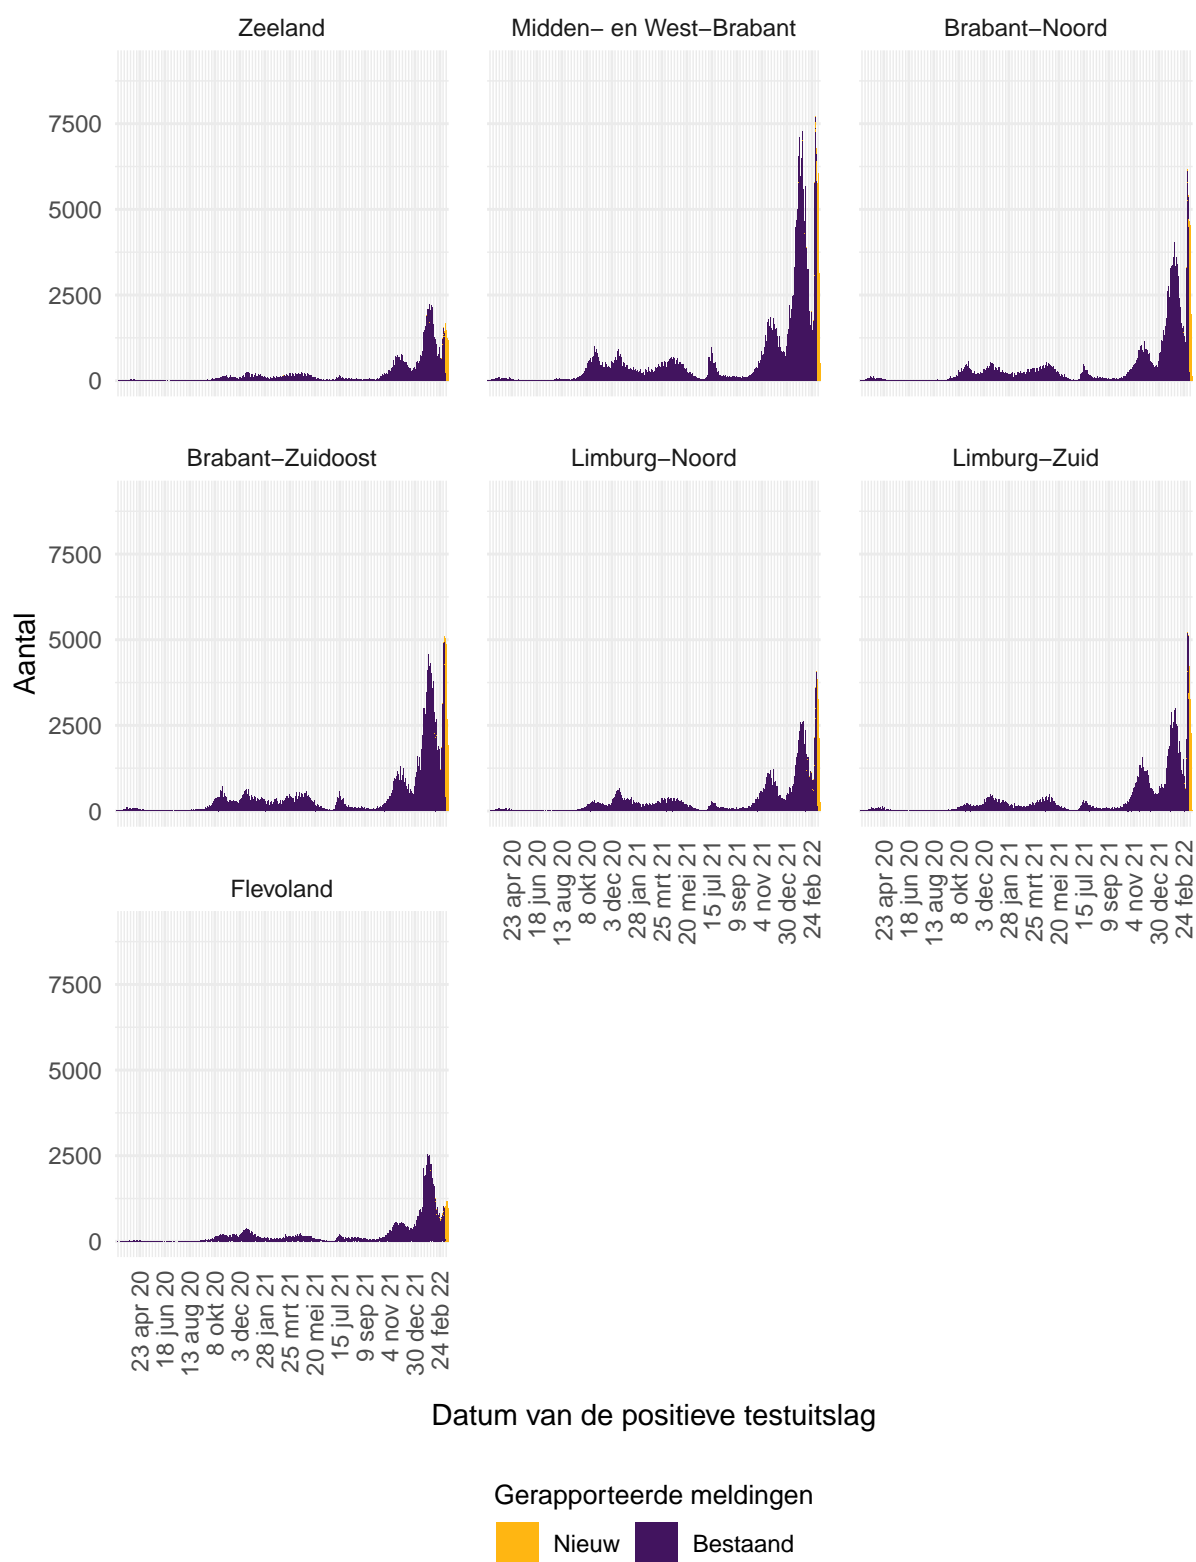 Zeeland
Midden− en West−Brabant
Brabant−Noord
7500
5000
2500
0
Brabant−Zuidoost
Limburg−Noord
Limburg−Zuid
7500
5000
2500
0
Aantal
23 apr 20
18 jun 20
13 aug 20
8 okt 20
3 dec 20
28 jan 21
25 mrt 21
20 mei 21
15 jul 21
9 sep 21
4 nov 21
30 dec 21
24 feb 22
23 apr 20
18 jun 20
13 aug 20
8 okt 20
3 dec 20
28 jan 21
25 mrt 21
20 mei 21
15 jul 21
9 sep 21
4 nov 21
30 dec 21
24 feb 22
Flevoland
7500
5000
2500
0
23 apr 20
18 jun 20
13 aug 20
8 okt 20
3 dec 20
28 jan 21
25 mrt 21
20 mei 21
15 jul 21
9 sep 21
4 nov 21
30 dec 21
24 feb 22
Datum van de positieve testuitslag
Gerapporteerde meldingen
Nieuw Bestaand